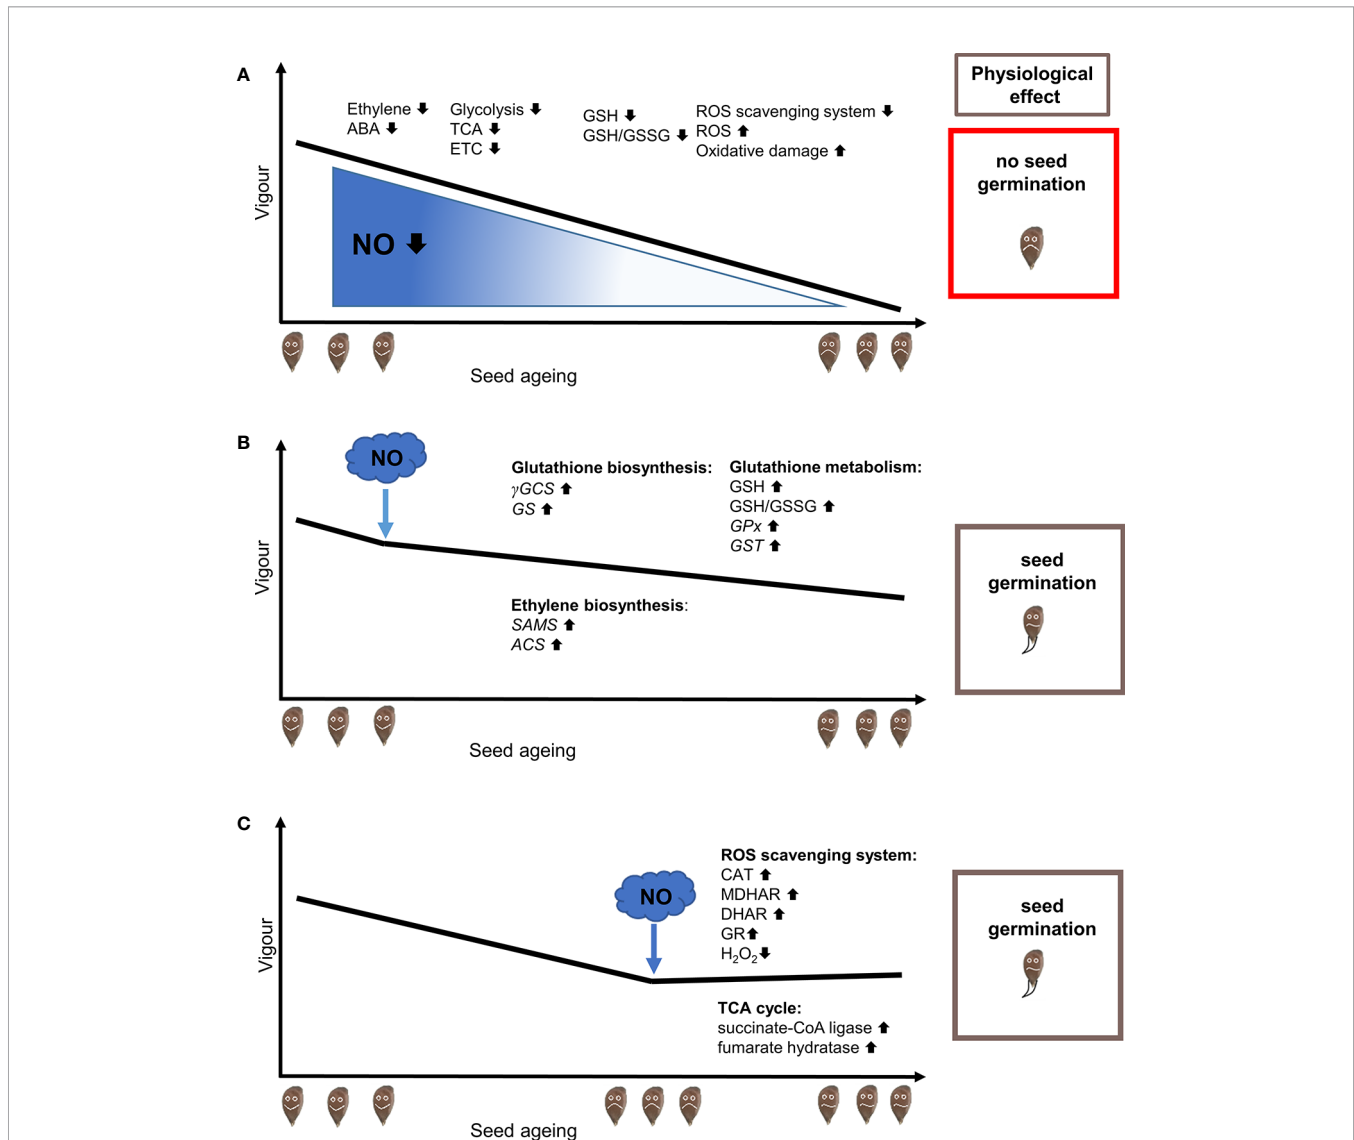 A
Physiological
effect
Ethylene ⬇
ABA ⬇
Glycolysis ⬇
TCA ⬇
ETC ⬇
GSH ⬇
GSH/GSSG ⬇
ROS scavenging system ⬇
ROS ⬆
Oxidative damage ⬆
Vigour
NO ⬇
Seed ageing
no seed
germination
B
NO
Glutathione biosynthesis:
γGCS ⬆
GS ⬆
Glutathione metabolism:
GSH ⬆
GSH/GSSG ⬆
GPx ⬆
GST ⬆
Vigour
Ethylene biosynthesis:
SAMS ⬆
ACS ⬆
Seed ageing
seed
germination
C
NO
ROS scavenging system:
CAT ⬆
MDHAR ⬆
DHAR ⬆
GR⬆
H₂O₂⬇
Vigour
TCA cycle:
succinate-CoA ligase ⬆
fumarate hydratase ⬆
Seed ageing
seed
germination